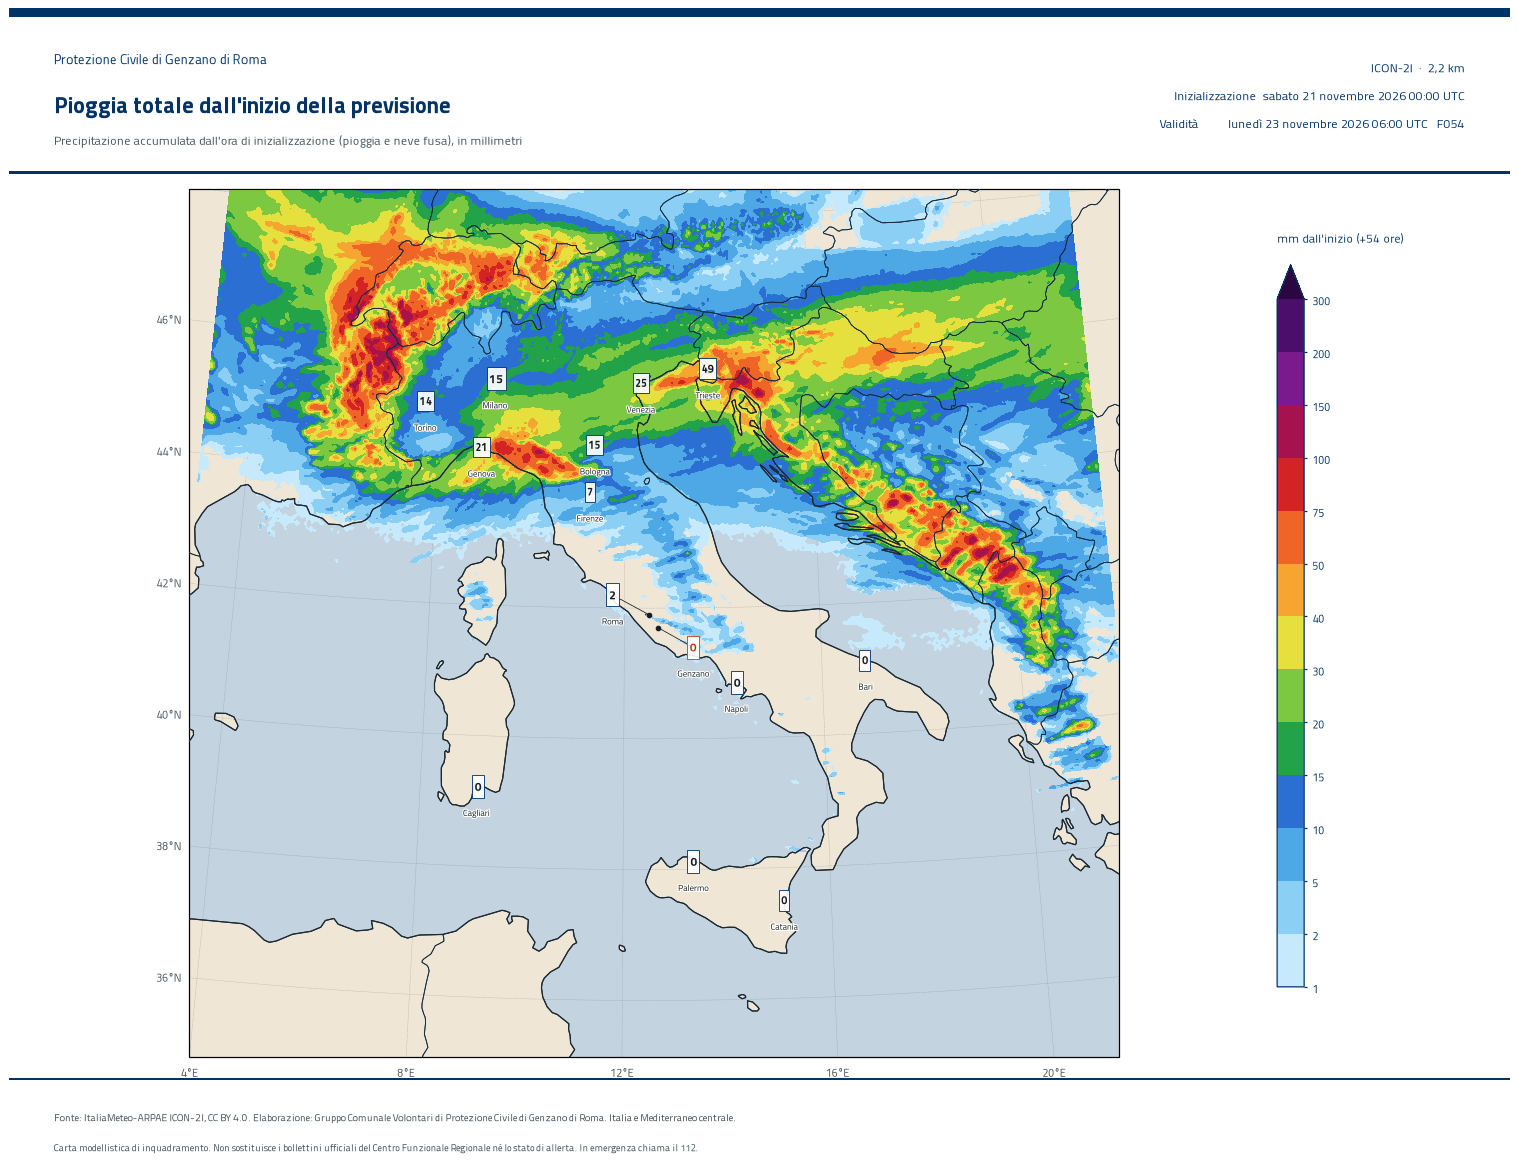 Protezione Civile di Genzano di Roma
Pioggia totale dall'inizio della previsione
Precipitazione accumulata dall'ora di inizializzazione (pioggia e neve fusa), in millimetri
ICON-2I · 2,2 km
Inizializzazione sabato 21 novembre 2026 00:00 UTC
Validità lunedì 23 novembre 2026 06:00 UTC F054
mm dall'inizio (+54 ore)
300
200
150
100
75
50
40
30
20
15
10
5
2
1
46°N
44°N
42°N
40°N
38°N
36°N
4°E
8°E
12°E
16°E
20°E
49
Trieste
25
Venezia
15
Milano
14
Torino
21
Genova
15
Bologna
7
Firenze
2
Roma
0
Genzano
0
Napoli
0
Bari
0
Cagliari
0
Palermo
0
Catania
Fonte: ItaliaMeteo-ARPAE ICON-2I, CC BY 4.0. Elaborazione: Gruppo Comunale Volontari di Protezione Civile di Genzano di Roma. Italia e Mediterraneo centrale.
Carta modellistica di inquadramento. Non sostituisce i bollettini ufficiali del Centro Funzionale Regionale né lo stato di allerta. In emergenza chiama il 112.